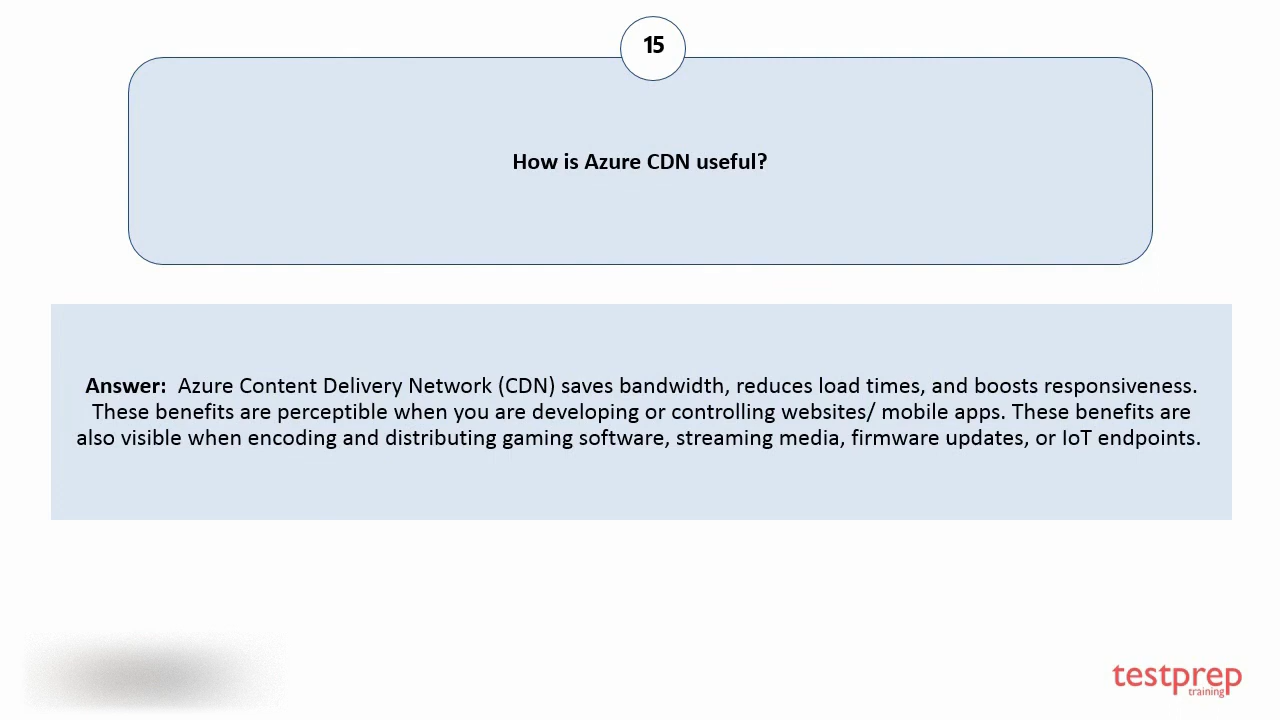 15
How is Azure CDN useful?
Answer:  Azure Content Delivery Network (CDN) saves bandwidth, reduces load times, and boosts responsiveness.
These benefits are perceptible when you are developing or controlling websites/ mobile apps. These benefits are
also visible when encoding and distributing gaming software, streaming media, firmware updates, or IoT endpoints.
testprep
training